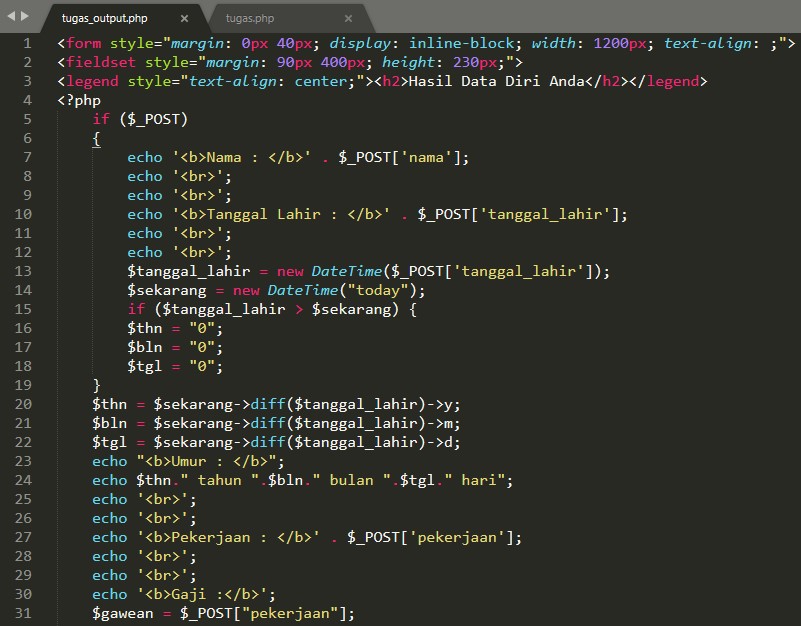 tugas_output.php × tugas.php ×
1 <form style="margin: 0px 40px; display: inline-block; width: 1200px; text-align: ;">
2 <fieldset style="margin: 90px 400px; height: 230px;">
3 <legend style="text-align: center;"><h2>Hasil Data Diri Anda</h2></legend>
4 <?php
5 if ($_POST)
6 {
7 echo '<b>Nama : </b>' . $_POST['nama'];
8 echo '<br>';
9 echo '<br>';
10 echo '<b>Tanggal Lahir : </b>' . $_POST['tanggal_lahir'];
11 echo '<br>';
12 echo '<br>';
13 $tanggal_lahir = new DateTime($_POST['tanggal_lahir']);
14 $sekarang = new DateTime("today");
15 if ($tanggal_lahir > $sekarang) {
16 $thn = "0";
17 $bln = "0";
18 $tgl = "0";
19 }
20 $thn = $sekarang->diff($tanggal_lahir)->y;
21 $bln = $sekarang->diff($tanggal_lahir)->m;
22 $tgl = $sekarang->diff($tanggal_lahir)->d;
23 echo "<b>Umur : </b>";
24 echo $thn." tahun ".$bln." bulan ".$tgl." hari";
25 echo '<br>';
26 echo '<br>';
27 echo '<b>Pekerjaan : </b>' . $_POST['pekerjaan'];
28 echo '<br>';
29 echo '<br>';
30 echo '<b>Gaji :</b>';
31 $gawean = $_POST["pekerjaan"];